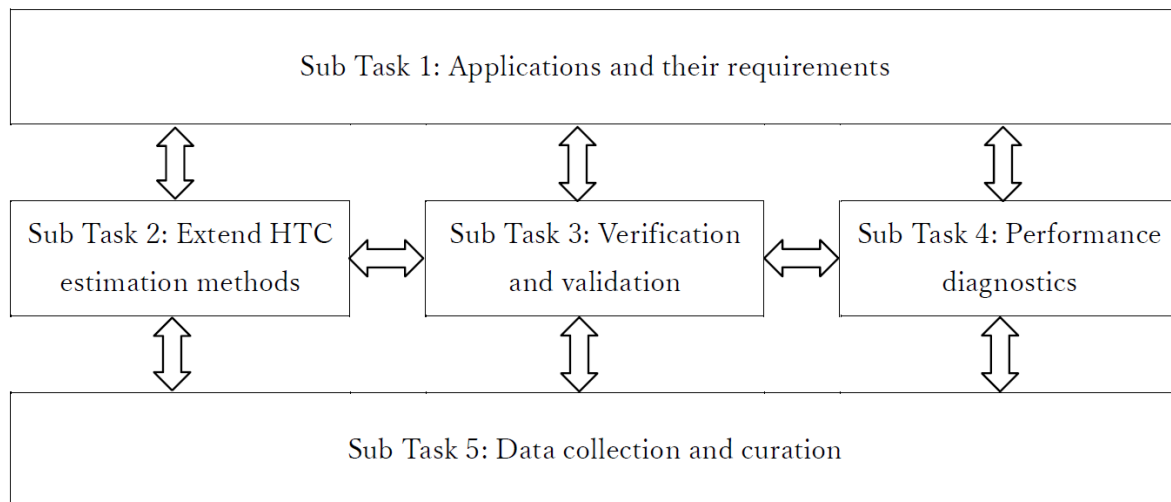 Sub Task 1: Applications and their requirements
Sub Task 2: Extend HTC
estimation methods
Sub Task 3: Verification
and validation
Sub Task 4: Performance
diagnostics
Sub Task 5: Data collection and curation